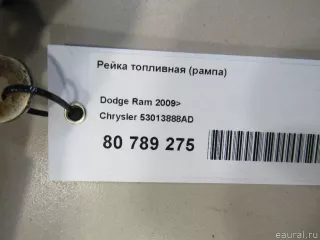 Рейка топливная (рампа)
Dodge Ram 2009>
Chrysler 53013888AD
80 789 275
eaural.ru